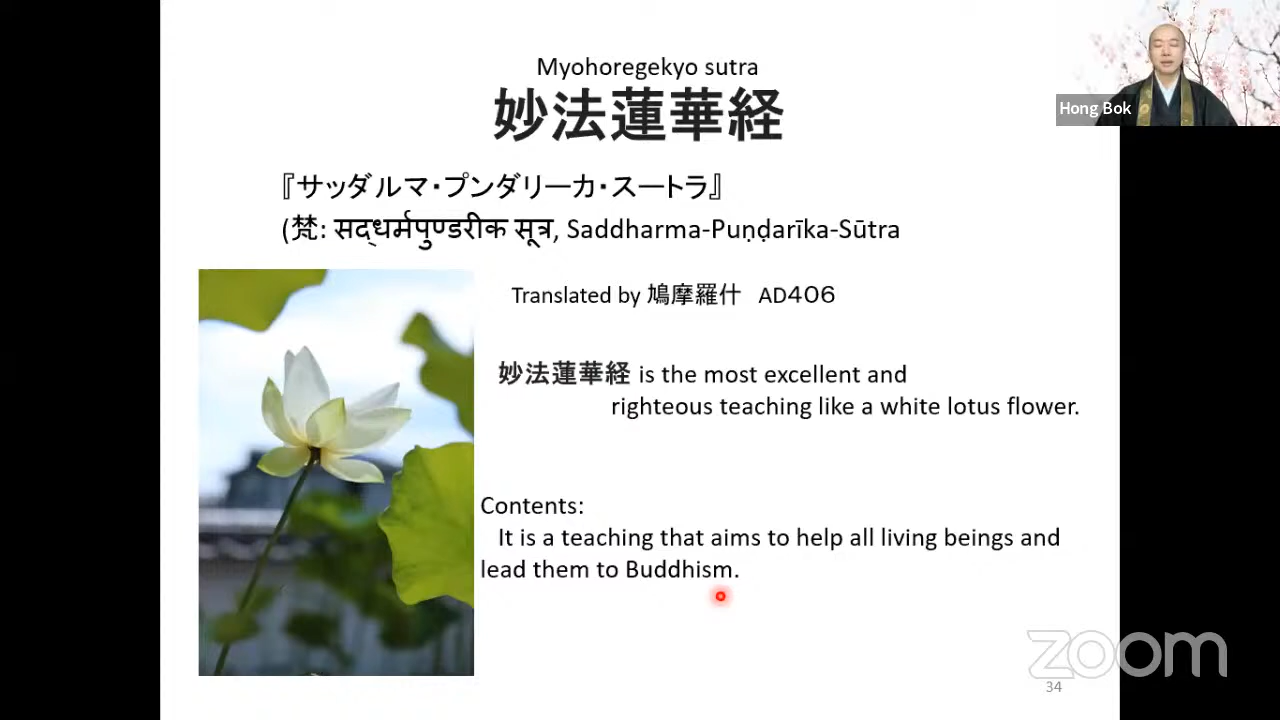 Myohoregekyo sutra
Hong Bok
妙法蓮華経
『サッダルマ・プンダリーカ・スートラ』
(梵: सद्धर्मपुण्डरीक सूत्र, Saddharma-Puṇḍarīka-Sūtra
Translated by 鳩摩羅什 AD406
妙法蓮華経 is the most excellent and
righteous teaching like a white lotus flower.
Contents:
It is a teaching that aims to help all living beings and
lead them to Buddhism.
zoom
34